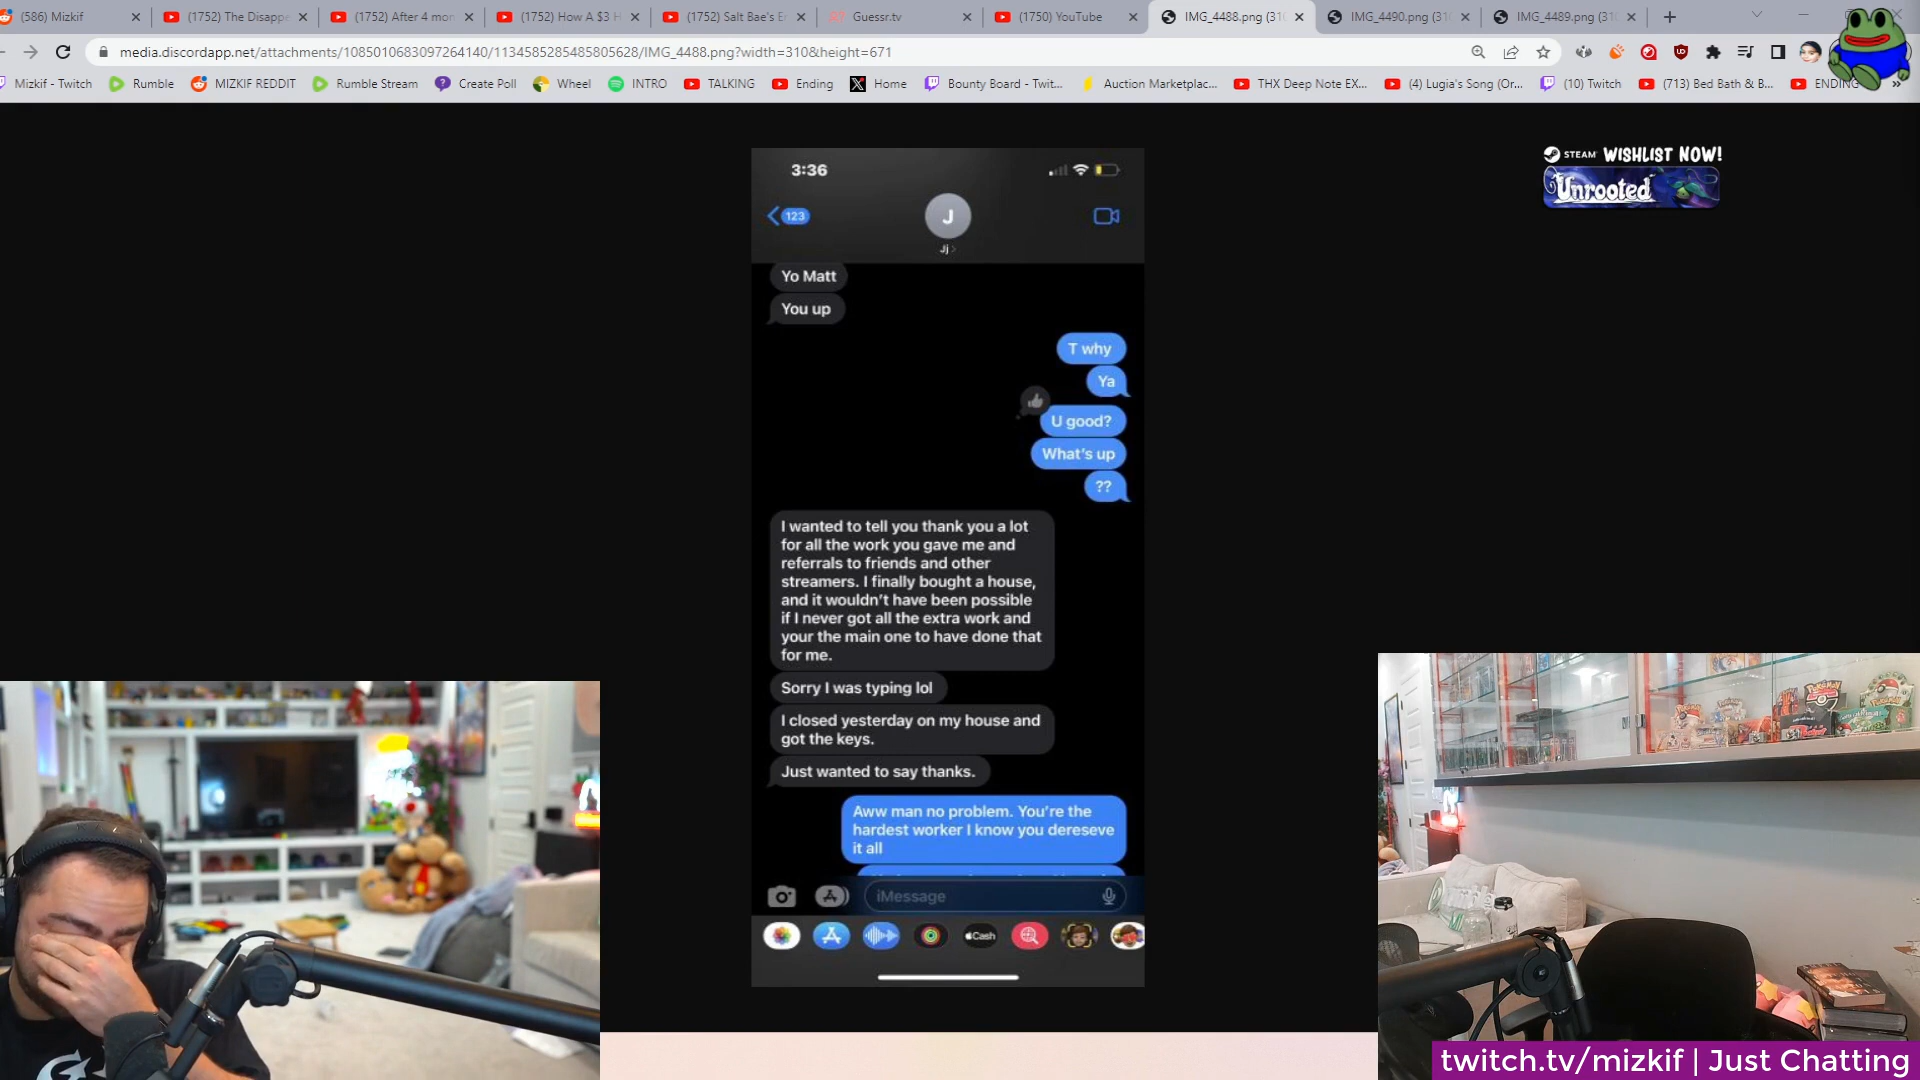 (586) Mizkif
(1752) The Disappe
(1752) After 4 mon
(1752) How A $3 H
(1752) Salt Bae's E
Guessr.tv
(1750) YouTube
IMG_4488.png (310
IMG_4490.png (31
IMG_4489.png (310
media.discordapp.net/attachments/1085010683097264140/1134585285485805628/IMG_4488.png?width=310&height=671
Mizkif - Twitch
Rumble
MIZKIF REDDIT
Rumble Stream
Create Poll
Wheel
INTRO
TALKING
Ending
Home
Bounty Board - Twit...
Auction Marketplac...
THX Deep Note EX...
(4) Lugia's Song (Or...
(10) Twitch
(713) Bed Bath & B...
ENDING
STEAM WISHLIST NOW!
Unrooted
3:36
123
J
Jj
Yo Matt
You up
T why
Ya
U good?
What's up
??
I wanted to tell you thank you a lot
for all the work you gave me and
referrals to friends and other
streamers. I finally bought a house,
and it wouldn't have been possible
if I never got all the extra work and
your the main one to have done that
for me.
Sorry I was typing lol
I closed yesterday on my house and
got the keys.
Just wanted to say thanks.
Aww man no problem. You're the
hardest worker I know you dereseve
it all
iMessage
Cash
twitch.tv/mizkif | Just Chatting